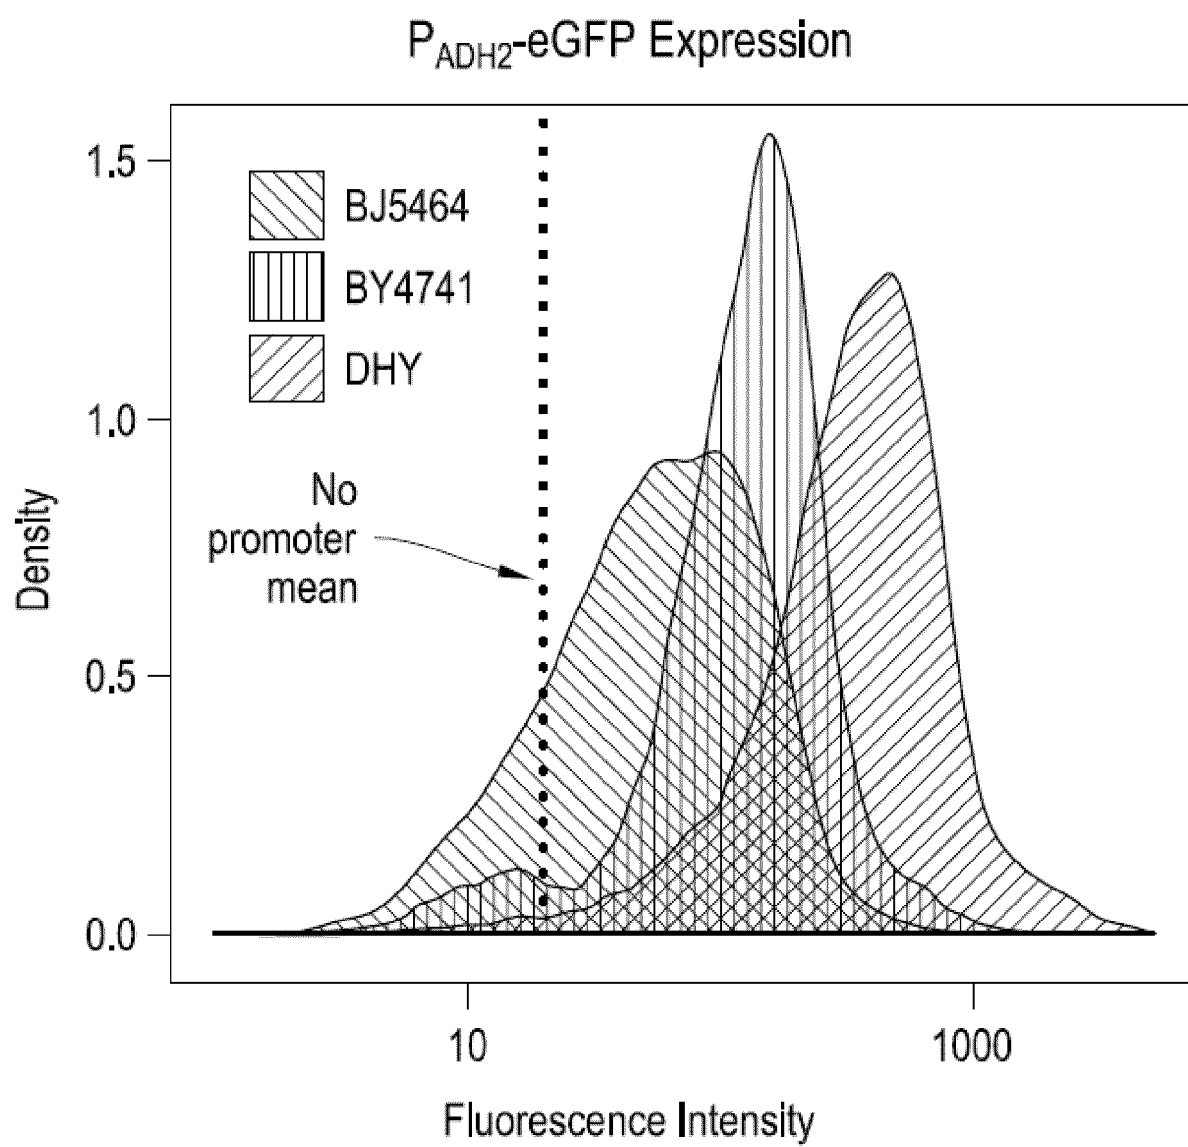 P_ADH2-eGFP Expression
1.5
BJ5464
BY4741
DHY
1.0
No
promoter
mean
Density
0.5
0.0
10
1000
Fluorescence Intensity